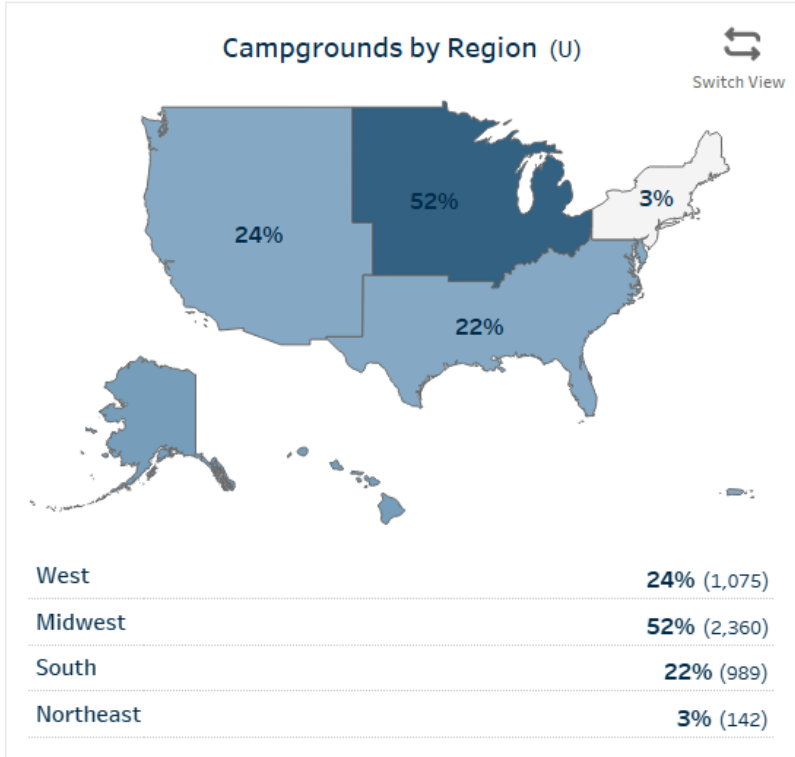 Campgrounds by Region (U)
Switch View
52%
3%
24%
22%
West 24% (1,075)
Midwest 52% (2,360)
South 22% (989)
Northeast 3% (142)